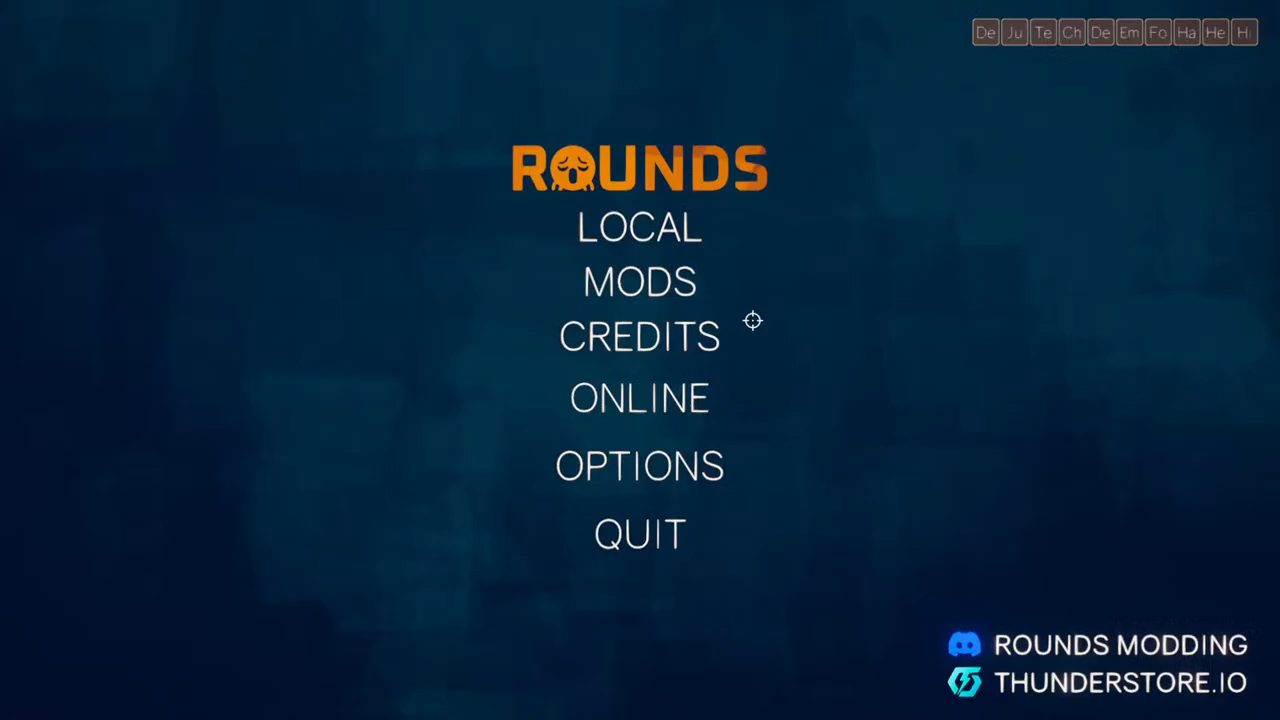 De Ju Te Ch De Em Fo Ha He Hi
ROUNDS
LOCAL
MODS
CREDITS
ONLINE
OPTIONS
QUIT
ROUNDS MODDING
THUNDERSTORE.IO